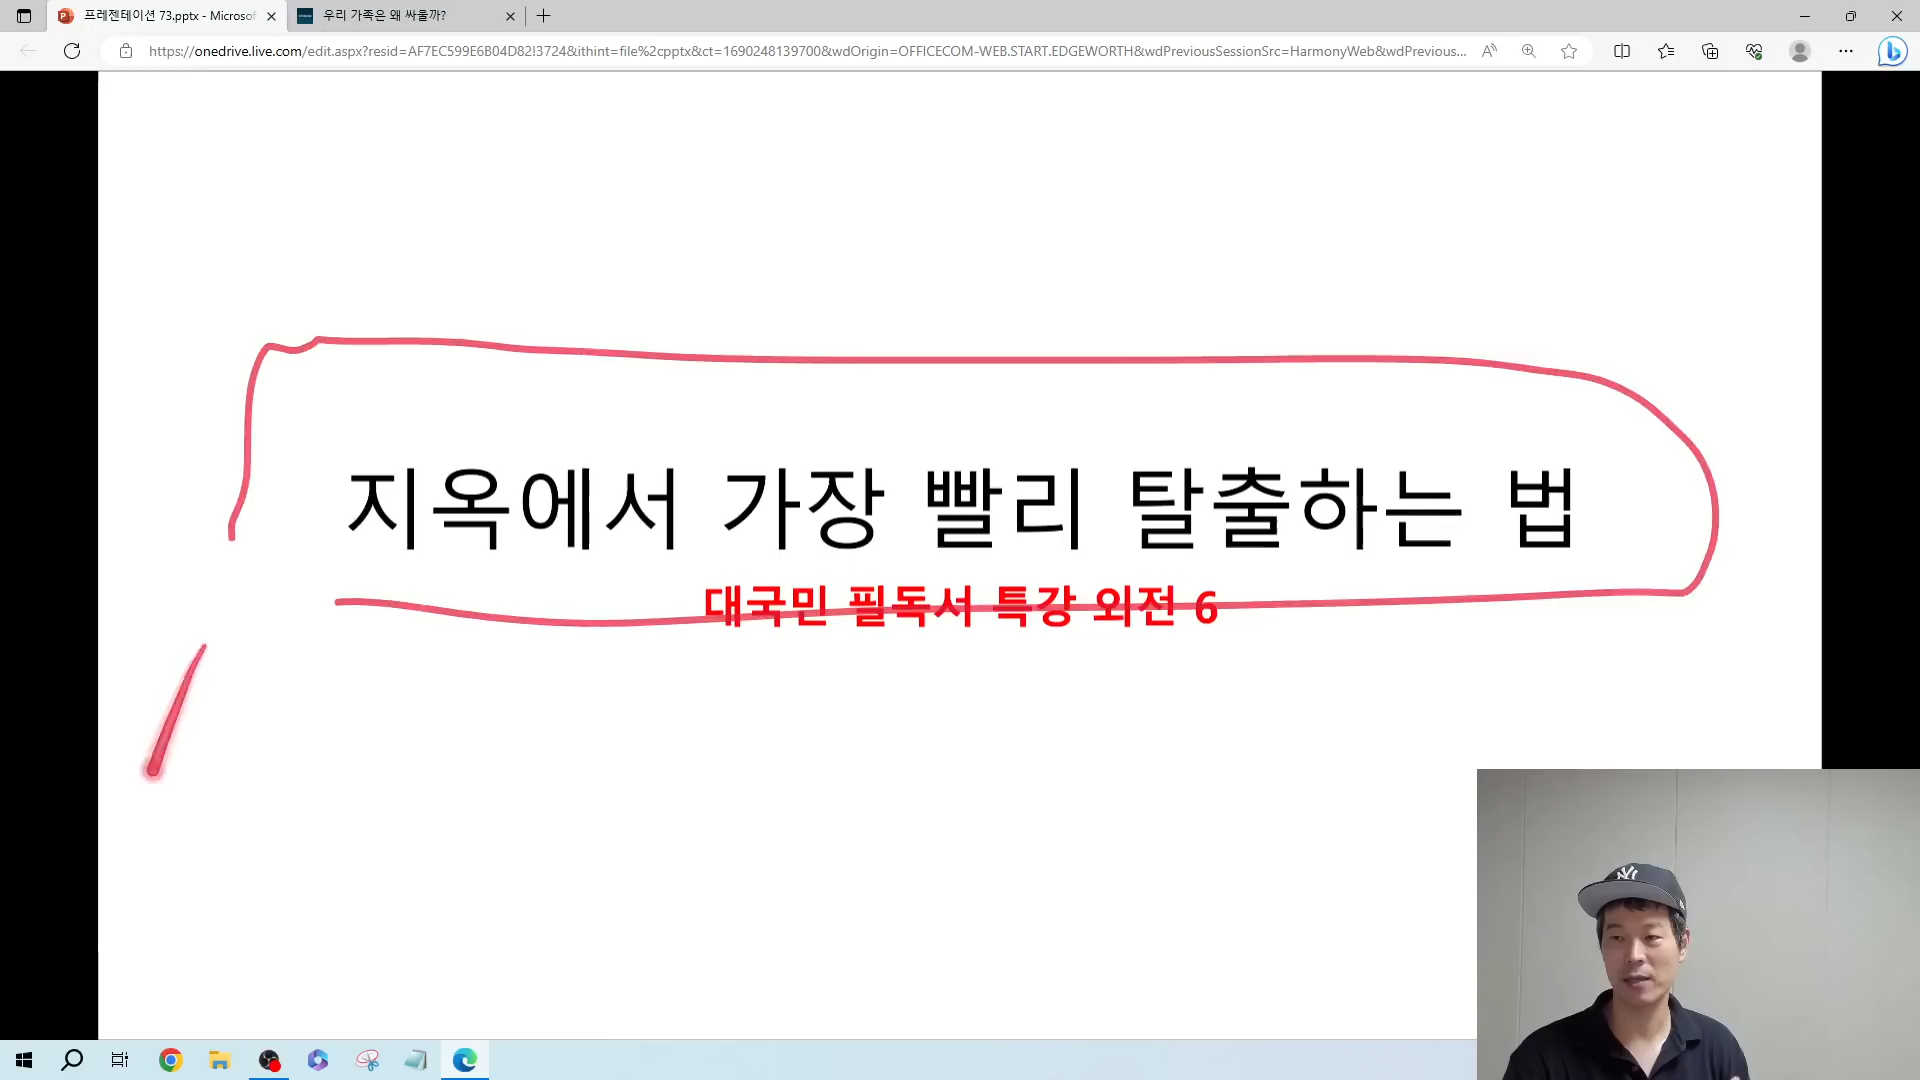 프레젠테이션 73.pptx - Microsof
우리 가족은 왜 싸울까?
https://onedrive.live.com/edit.aspx?resid=AF7EC599E6B04D82!3724&ithint=file%2cpptx&ct=1690248139700&wdOrigin=OFFICECOM-WEB.START.EDGEWORTH&wdPreviousSessionSrc=HarmonyWeb&wdPrevious...
지옥에서 가장 빨리 탈출하는 법
대국민 필독서 특강 외전 6
NY